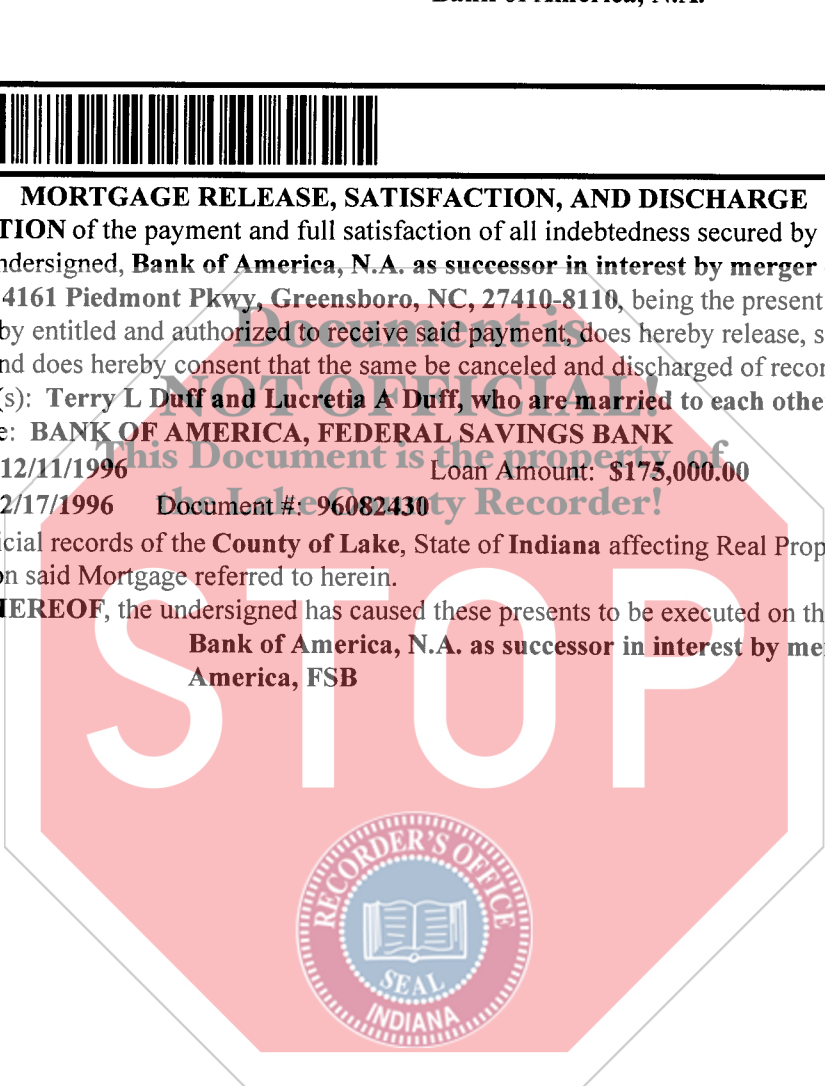 Bank of America, N.A.
MORTGAGE RELEASE, SATISFACTION, AND DISCHARGE
TION of the payment and full satisfaction of all indebtedness secured by
ndersigned, Bank of America, N.A. as successor in interest by merger
4161 Piedmont Pkwy, Greensboro, NC, 27410-8110, being the present
by entitled and authorized to receive said payment, does hereby release, s
nd does hereby consent that the same be canceled and discharged of recor
(s): Terry L Duff and Lucretia A Duff, who are married to each othe
e: BANK OF AMERICA, FEDERAL SAVINGS BANK
12/11/1996 Loan Amount: $175,000.00
2/17/1996 Document #: 96082430
icial records of the County of Lake, State of Indiana affecting Real Prop
on said Mortgage referred to herein.
HEREOF, the undersigned has caused these presents to be executed on th
Bank of America, N.A. as successor in interest by me
America, FSB
Document is
NOT OFFICIAL!
This Document is the property of
the Lake County Recorder!
STOP
RECORDER'S OFFICE
SEAL
INDIANA